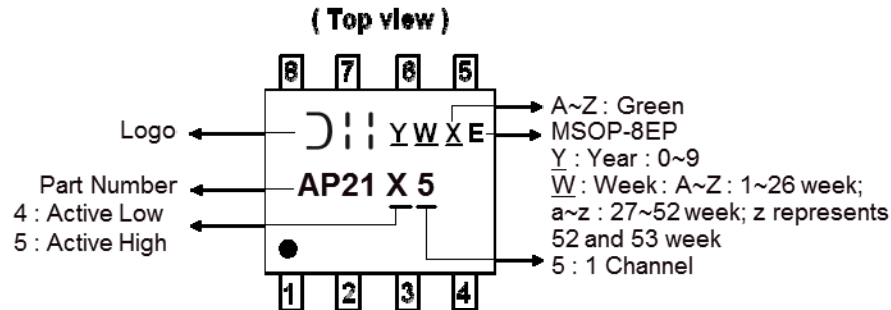 ( Top view )
8 7 6 5
Logo
Y W X E
A~Z : Green
MSOP-8EP
Y : Year : 0~9
W : Week : A~Z : 1~26 week;
a~z : 27~52 week; z represents
52 and 53 week
5 : 1 Channel
Part Number
AP21 X 5
4 : Active Low
5 : Active High
1 2 3 4